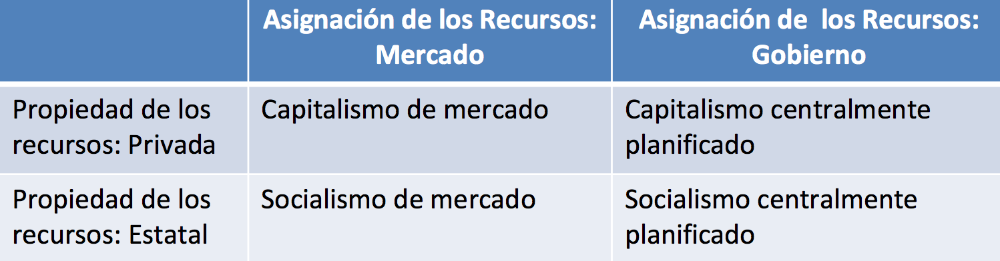 Asignación de los Recursos:
Mercado
Asignación de  los Recursos:
Gobierno
Propiedad de los
recursos: Privada
Capitalismo de mercado
Capitalismo centralmente
planificado
Propiedad de los
recursos: Estatal
Socialismo de mercado
Socialismo centralmente
planificado